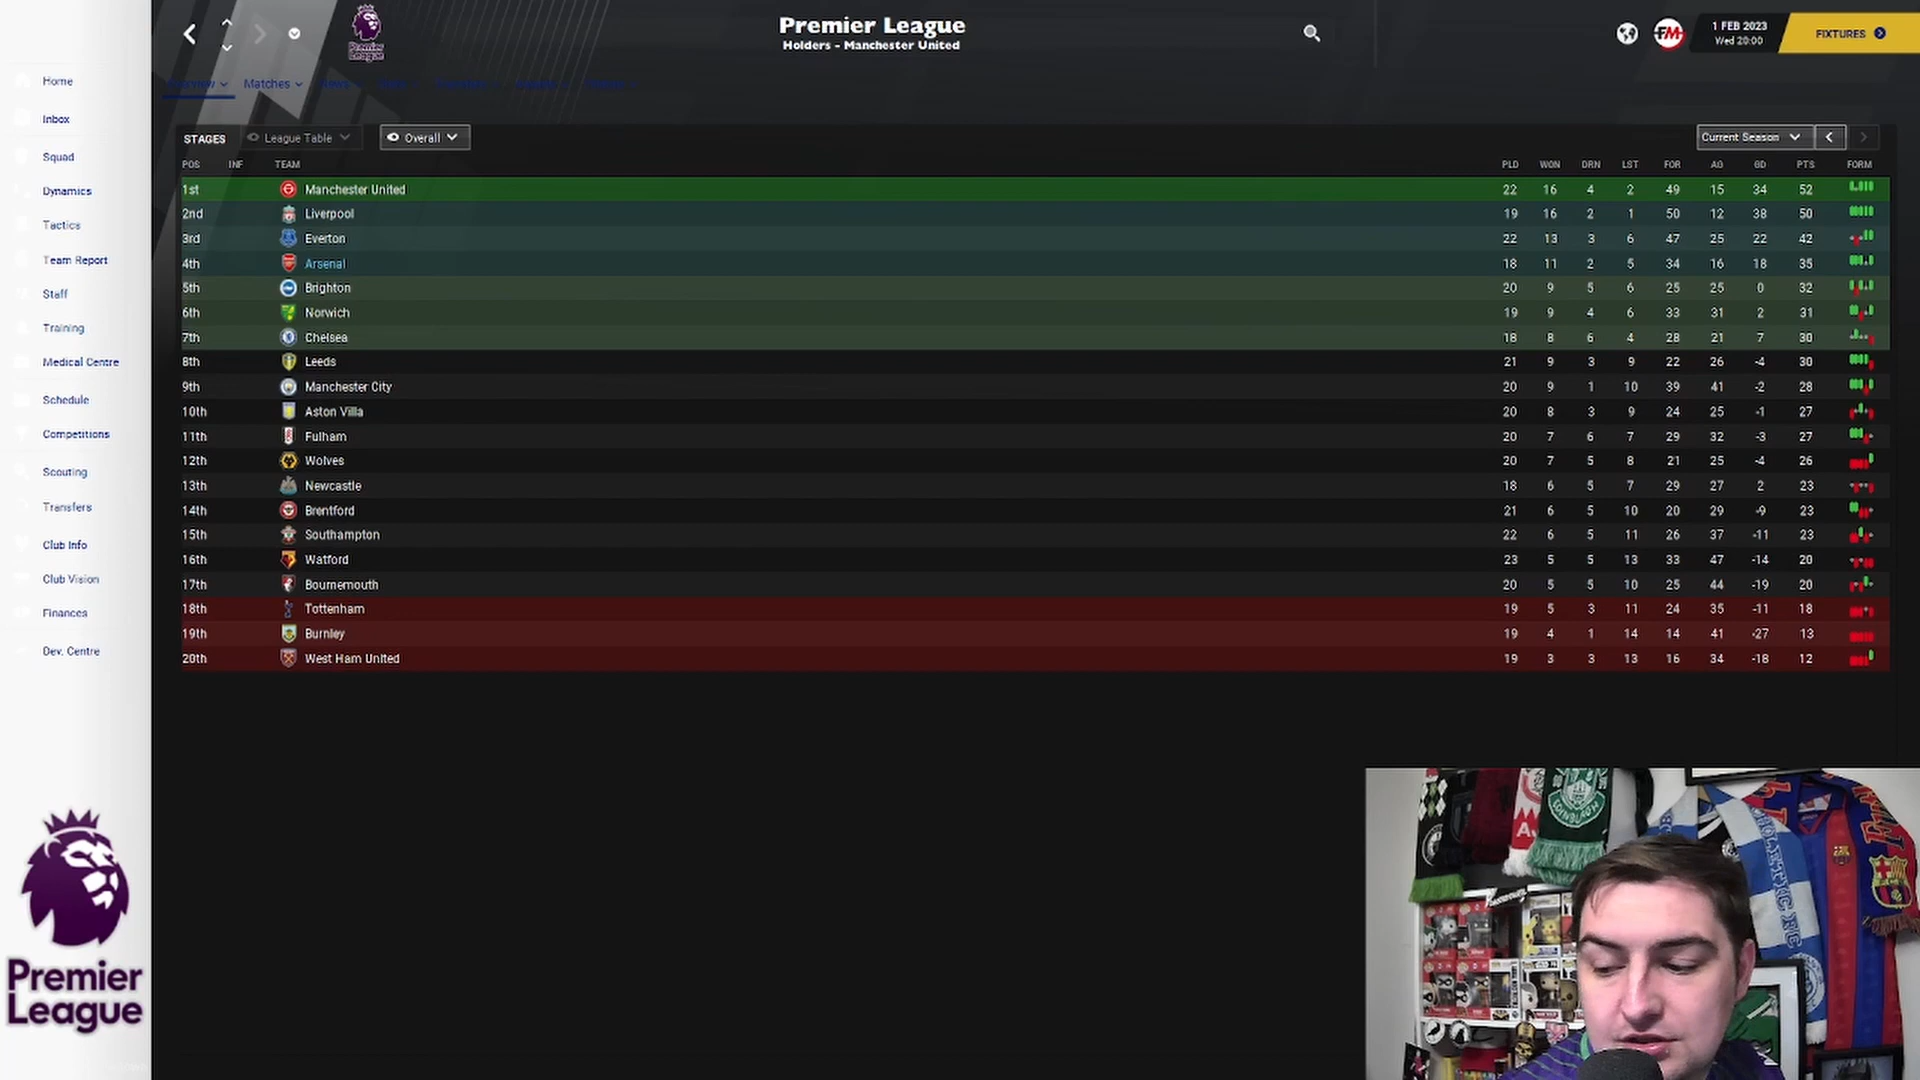 Premier League
Holders - Manchester United
Premier League
1 FEB 2023
Wed 20:00
FM
FIXTURES
Home
Inbox
Squad
Dynamics
Tactics
Team Report
Staff
Training
Medical Centre
Schedule
Competitions
Scouting
Transfers
Club Info
Club Vision
Finances
Dev. Centre
Premier League
Overview Matches News
STAGES League Table Overall Current Season
POS INF TEAM PLD WON DRN LST FOR AG GD PTS FORM
1st Manchester United 22 16 4 2 49 15 34 52
2nd Liverpool 19 16 2 1 50 12 38 50
3rd Everton 22 13 3 6 47 25 22 42
4th Arsenal 18 11 2 5 34 16 18 35
5th Brighton 20 9 5 6 25 25 0 32
6th Norwich 19 9 4 6 33 31 2 31
7th Chelsea 18 8 6 4 28 21 7 30
8th Leeds 21 9 3 9 22 26 -4 30
9th Manchester City 20 9 1 10 39 41 -2 28
10th Aston Villa 20 8 3 9 24 25 -1 27
11th Fulham 20 7 6 7 29 32 -3 27
12th Wolves 20 7 5 8 21 25 -4 26
13th Newcastle 18 6 5 7 29 27 2 23
14th Brentford 21 6 5 10 20 29 -9 23
15th Southampton 22 6 5 11 26 37 -11 23
16th Watford 23 5 5 13 33 47 -14 20
17th Bournemouth 20 5 5 10 25 44 -19 20
18th Tottenham 19 5 3 11 24 35 -11 18
19th Burnley 19 4 1 14 14 41 -27 13
20th West Ham United 19 3 3 13 16 34 -18 12
EDINBURGH